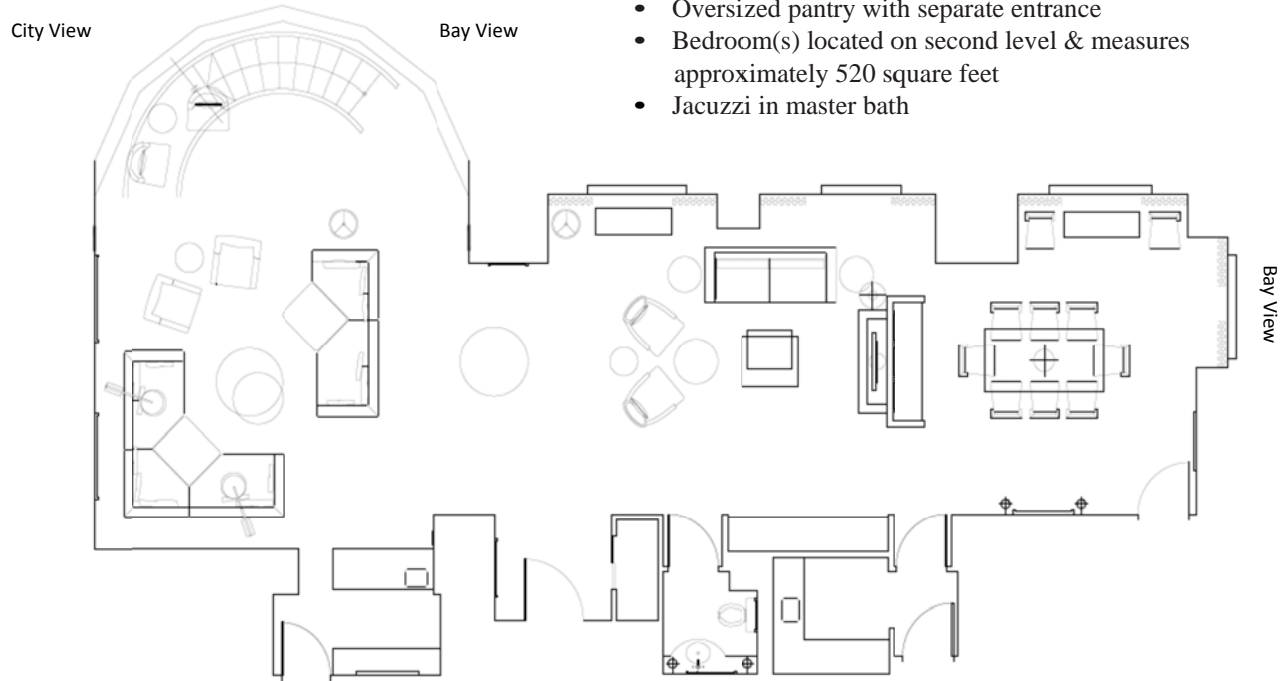 • Oversized pantry with separate entrance
City View
Bay View
• Bedroom(s) located on second level & measures
approximately 520 square feet
• Jacuzzi in master bath
Bay View